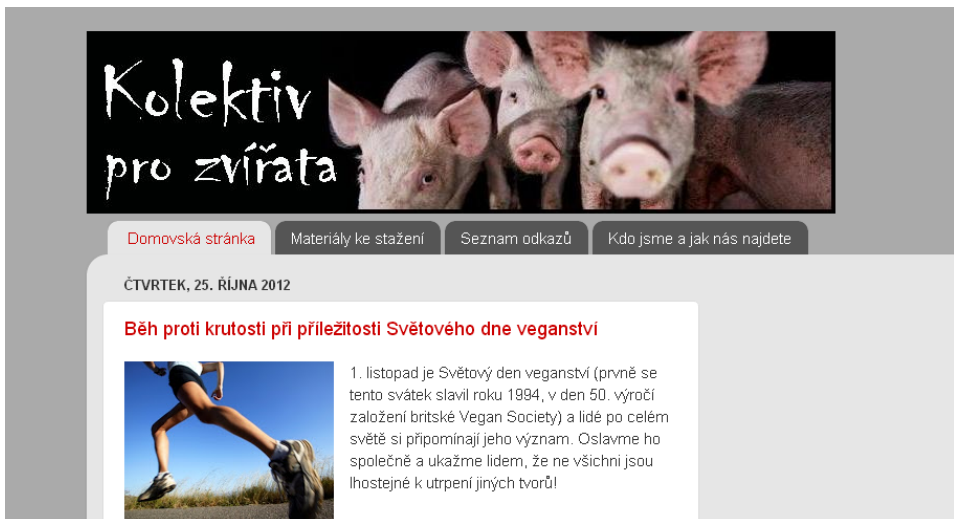 Kolektiv
pro zvířata
Domovská stránka
Materiály ke stažení
Seznam odkazů
Kdo jsme a jak nás najdete
ČTVRTEK, 25. ŘÍJNA 2012
Běh proti krutosti při příležitosti Světového dne veganství
1. listopad je Světový den veganství (prvně se
tento svátek slavil roku 1994, v den 50. výročí
založení britské Vegan Society) a lidé po celém
světě si připomínají jeho význam. Oslavme ho
společně a ukažme lidem, že ne všichni jsou
lhostejné k utrpení jiných tvorů!